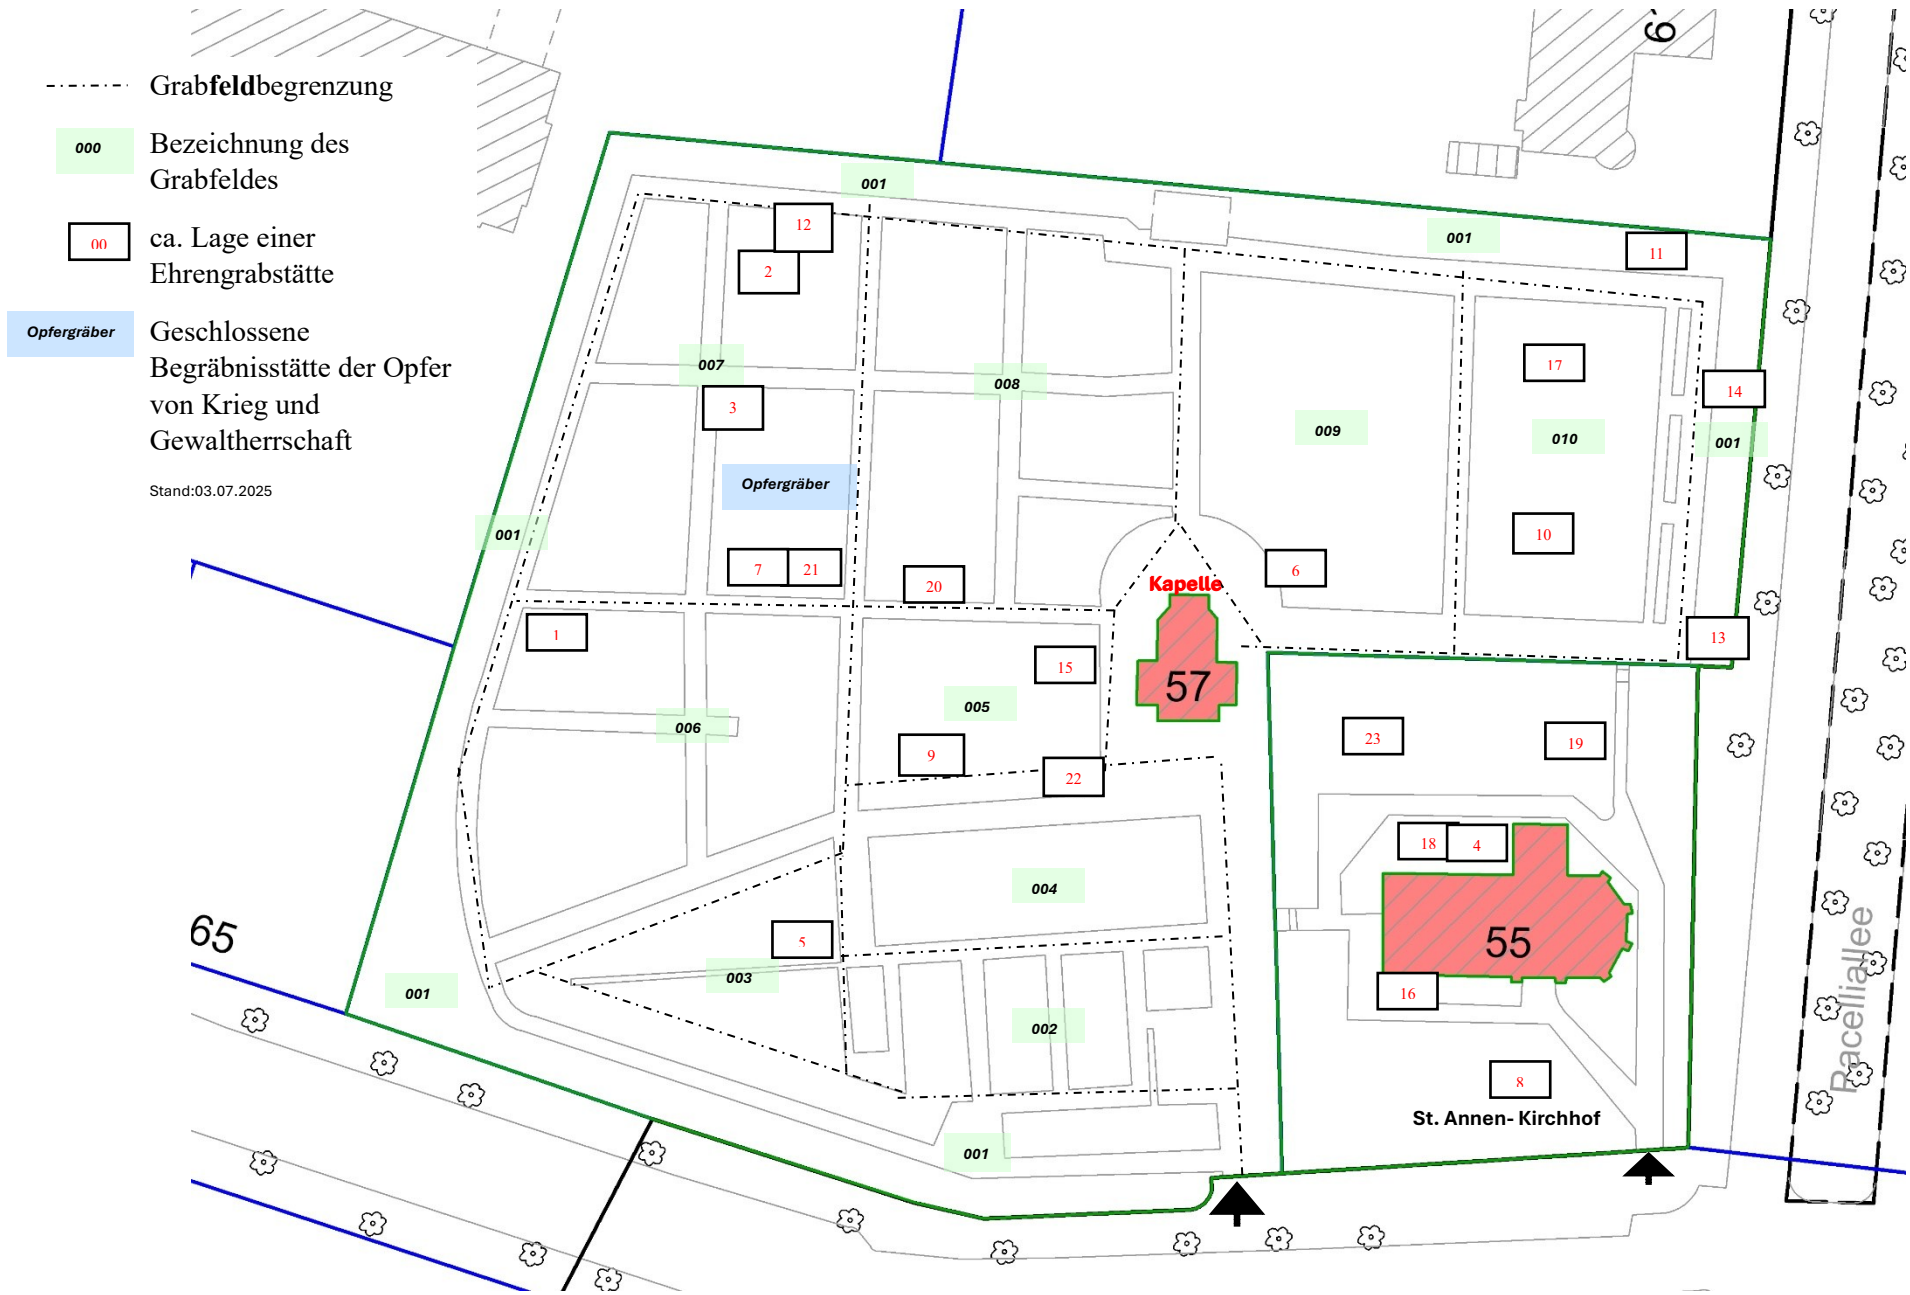 Grabfeldbegrenzung
000
Bezeichnung des
Grabfeldes
00
ca. Lage einer
Ehrengrabstätte
Opfergräber
Geschlossene
Begräbnisstätte der Opfer
von Krieg und
Gewaltherrschaft
Stand:03.07.2025
001
12
2
001
11
007
008
17
14
3
009
010
001
Opfergräber
001
10
7
21
20
6
Kapelle
1
15
13
57
005
006
23
19
9
22
18
4
004
65
5
55
003
001
16
002
8
St. Annen- Kirchhof
001
Pacelliallee